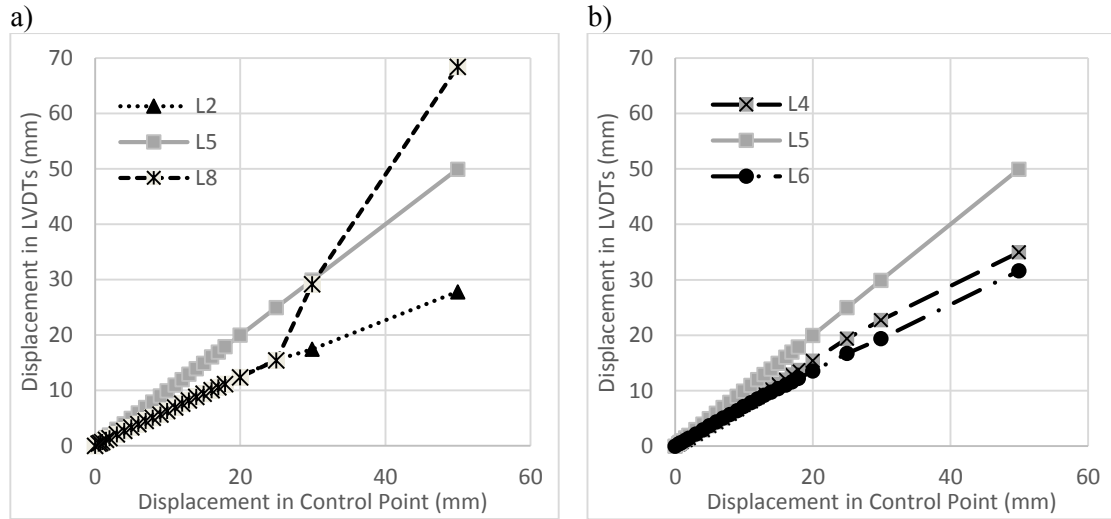 a)
70
60
50
40
30
20
10
0
Displacement in LVDTs (mm)
L2
L5
L8
0 20 40 60
Displacement in Control Point (mm)
b)
70
60
50
40
30
20
10
0
Displacement in LVDTs (mm)
L4
L5
L6
0 20 40 60
Displacement in Control Point (mm)